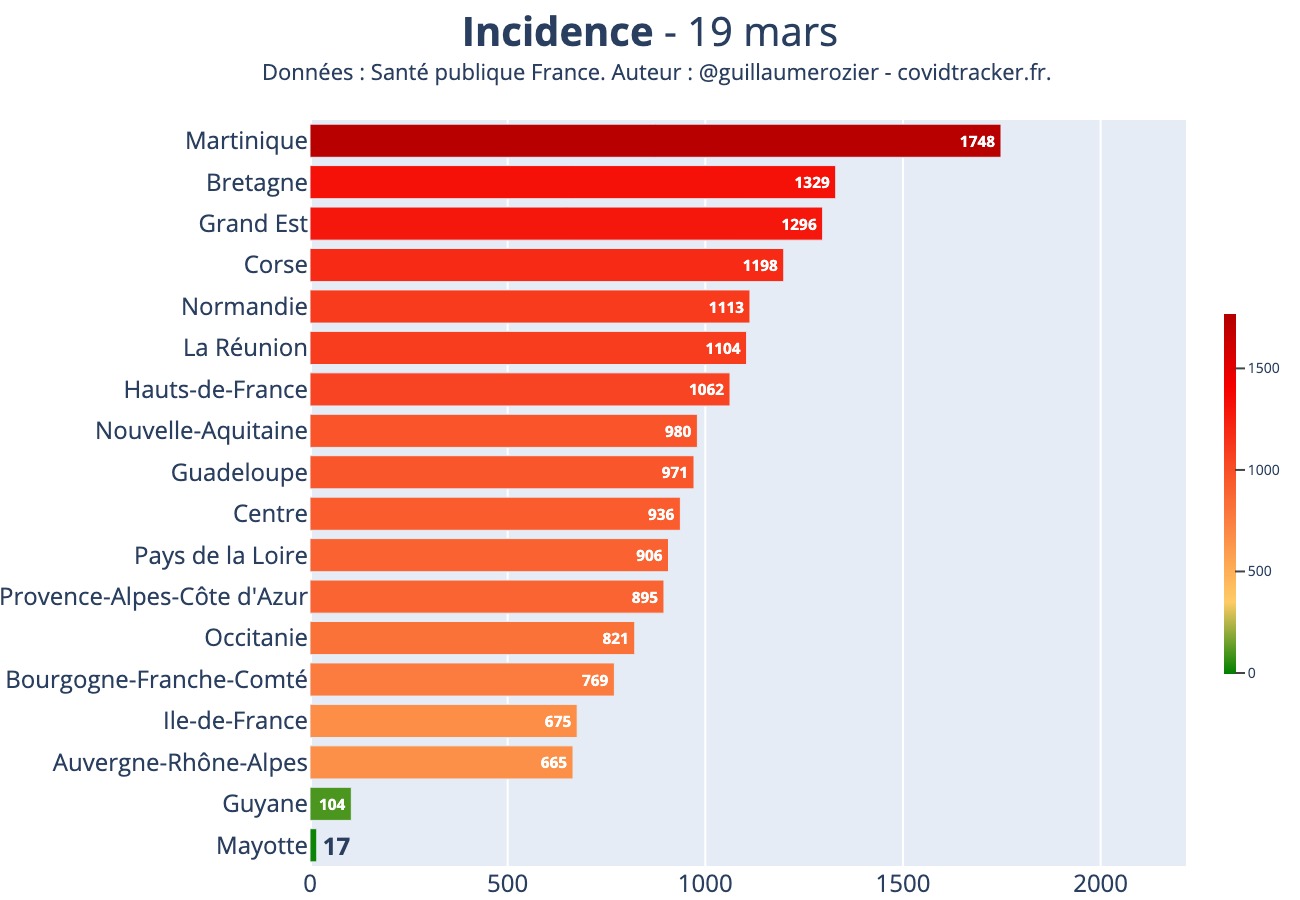 Incidence - 19 mars
Données : Santé publique France. Auteur : @guillaumerozier - covidtracker.fr.
Martinique 1748
Bretagne 1329
Grand Est 1296
Corse 1198
Normandie 1113
La Réunion 1104
Hauts-de-France 1062
Nouvelle-Aquitaine 980
Guadeloupe 971
Centre 936
Pays de la Loire 906
Provence-Alpes-Côte d'Azur 895
Occitanie 821
Bourgogne-Franche-Comté 769
Ile-de-France 675
Auvergne-Rhône-Alpes 665
Guyane 104
Mayotte 17
0 500 1000 1500 2000
1500
1000
500
0